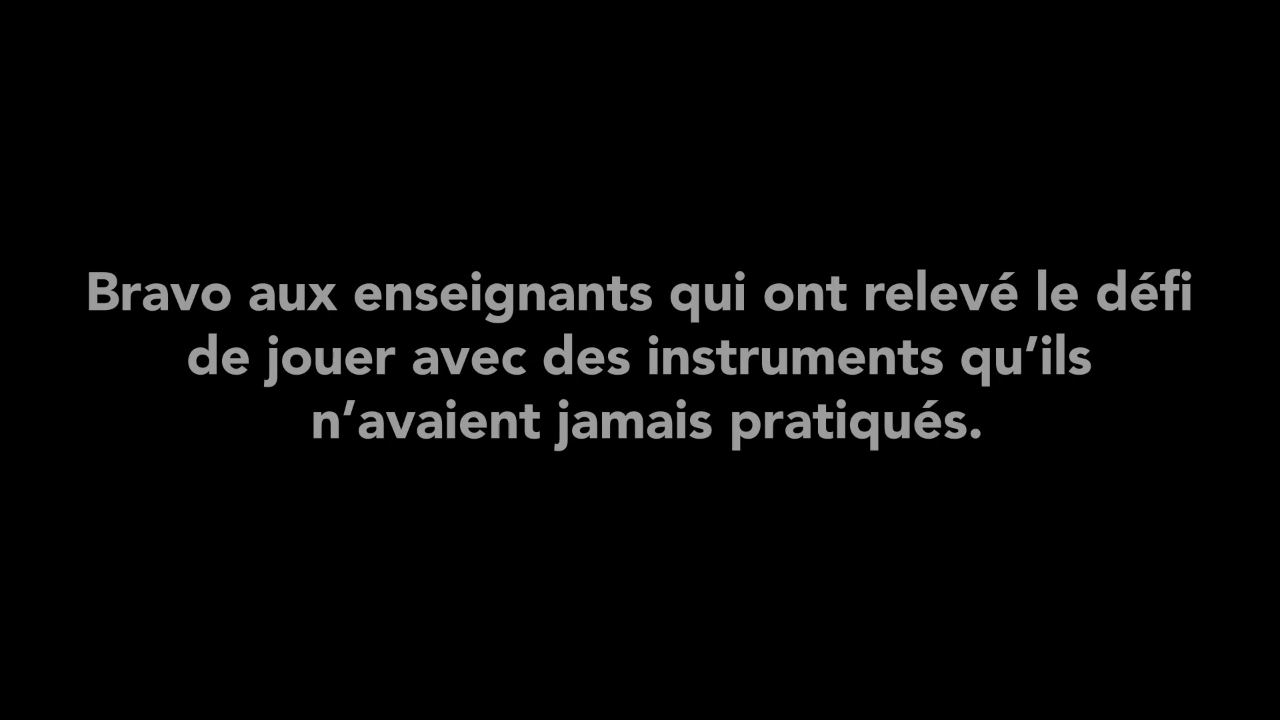 Bravo aux enseignants qui ont relevé le défi
de jouer avec des instruments qu’ils
n’avaient jamais pratiqués.